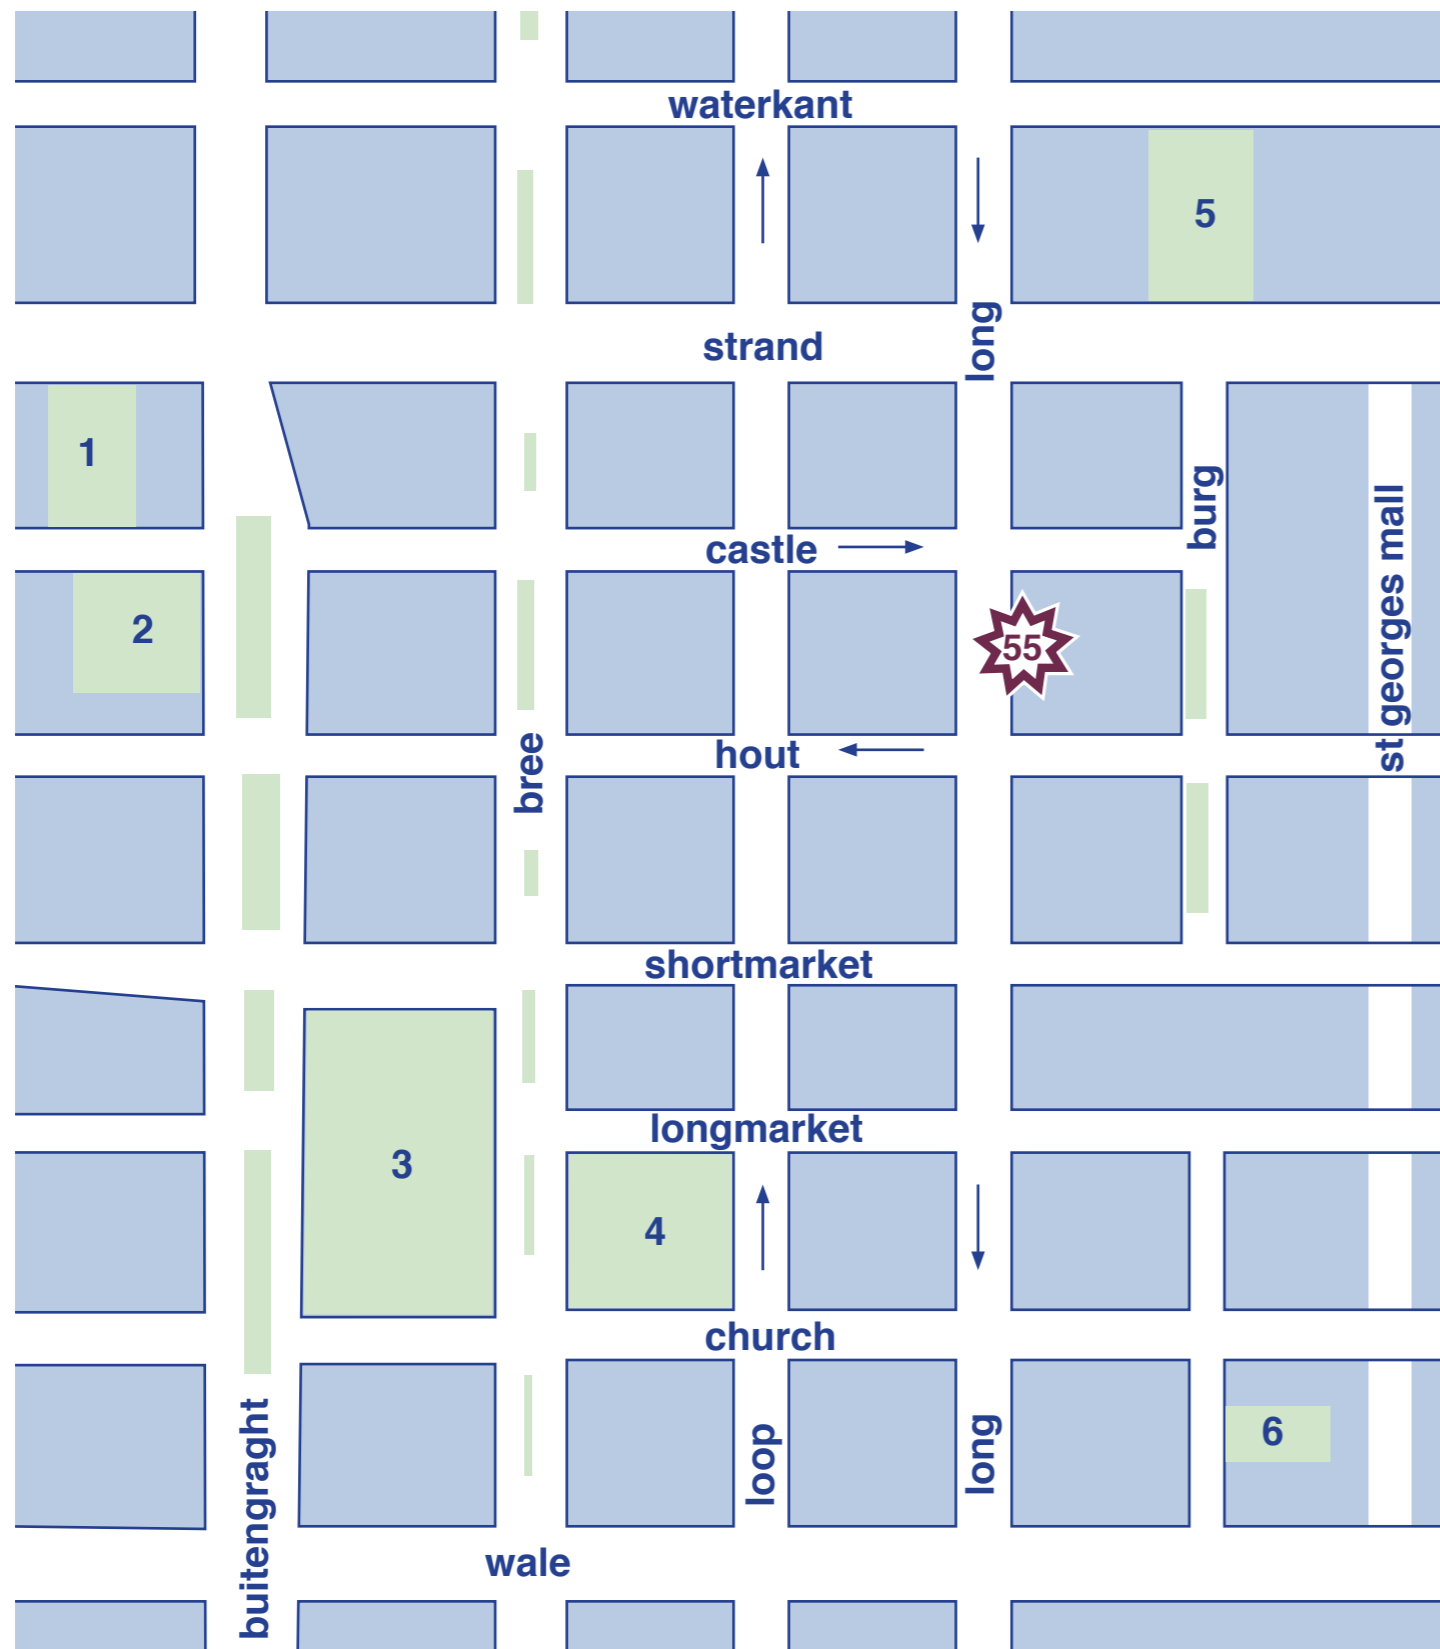 waterkant
5
strand
long
1
burg
castle
st georges mall
2
55
bree
hout
shortmarket
longmarket
3
4
church
buitengraght
loop
long
6
wale